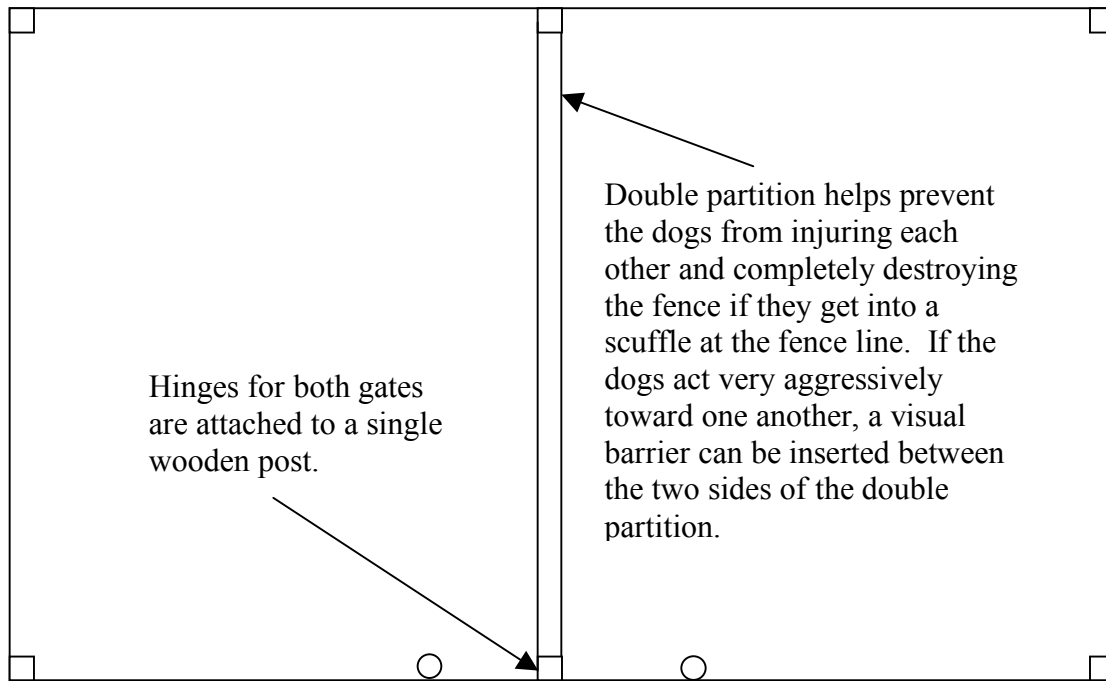 Double partition helps prevent
the dogs from injuring each
other and completely destroying
the fence if they get into a
scuffle at the fence line.  If the
dogs act very aggressively
toward one another, a visual
barrier can be inserted between
the two sides of the double
partition.
Hinges for both gates
are attached to a single
wooden post.